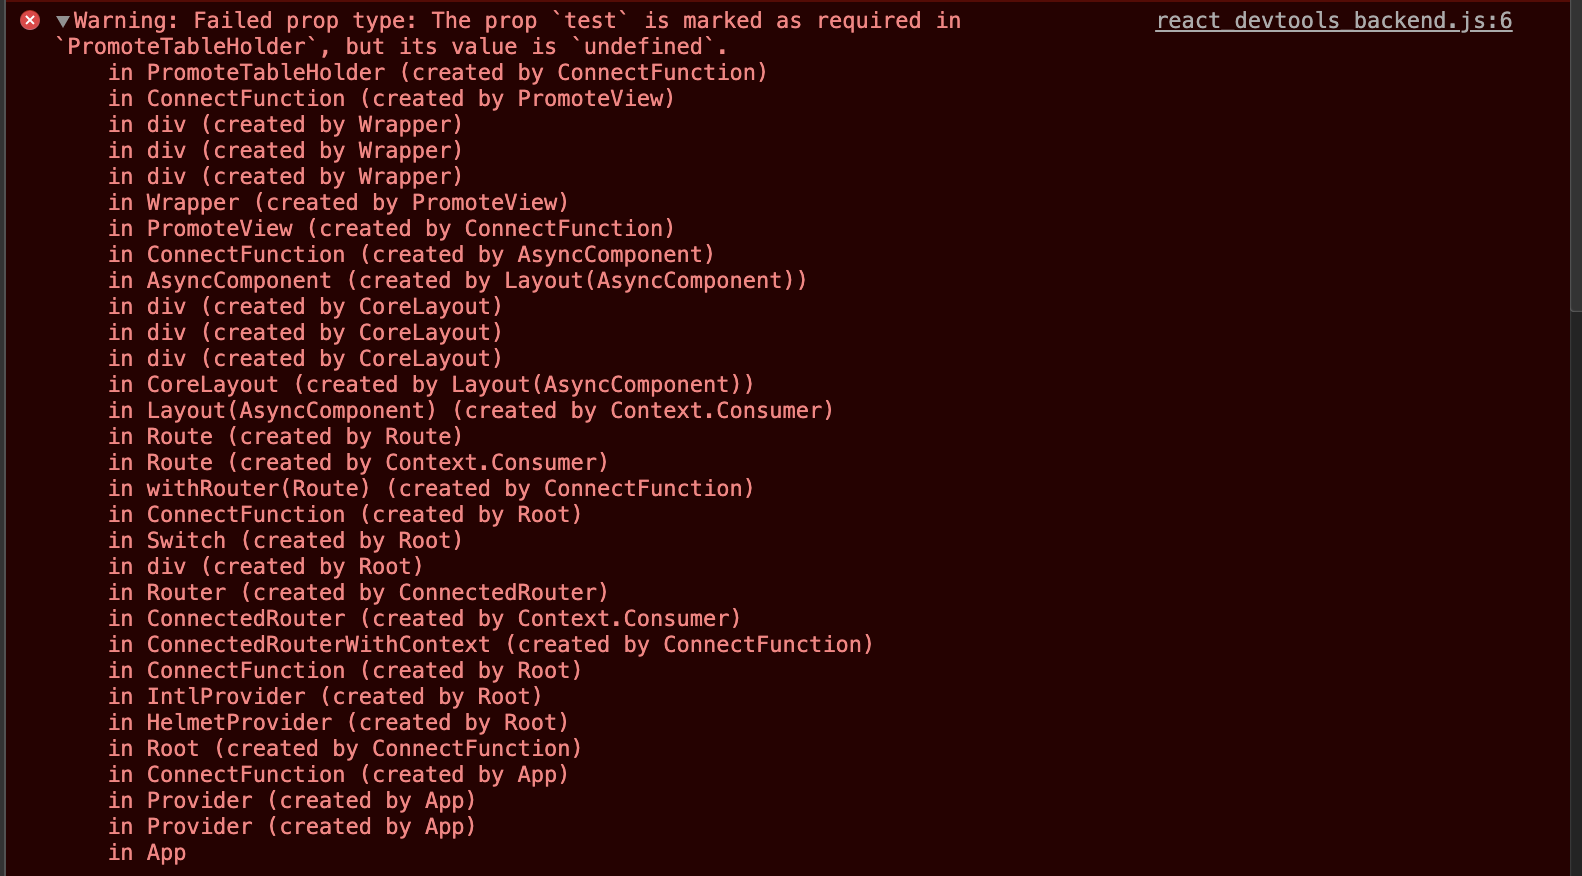 ▼Warning: Failed prop type: The prop `test` is marked as required in react_devtools_backend.js:6
`PromoteTableHolder`, but its value is `undefined`.
in PromoteTableHolder (created by ConnectFunction)
in ConnectFunction (created by PromoteView)
in div (created by Wrapper)
in div (created by Wrapper)
in div (created by Wrapper)
in Wrapper (created by PromoteView)
in PromoteView (created by ConnectFunction)
in ConnectFunction (created by AsyncComponent)
in AsyncComponent (created by Layout(AsyncComponent))
in div (created by CoreLayout)
in div (created by CoreLayout)
in div (created by CoreLayout)
in CoreLayout (created by Layout(AsyncComponent))
in Layout(AsyncComponent) (created by Context.Consumer)
in Route (created by Route)
in Route (created by Context.Consumer)
in withRouter(Route) (created by ConnectFunction)
in ConnectFunction (created by Root)
in Switch (created by Root)
in div (created by Root)
in Router (created by ConnectedRouter)
in ConnectedRouter (created by Context.Consumer)
in ConnectedRouterWithContext (created by ConnectFunction)
in ConnectFunction (created by Root)
in IntlProvider (created by Root)
in HelmetProvider (created by Root)
in Root (created by ConnectFunction)
in ConnectFunction (created by App)
in Provider (created by App)
in Provider (created by App)
in App